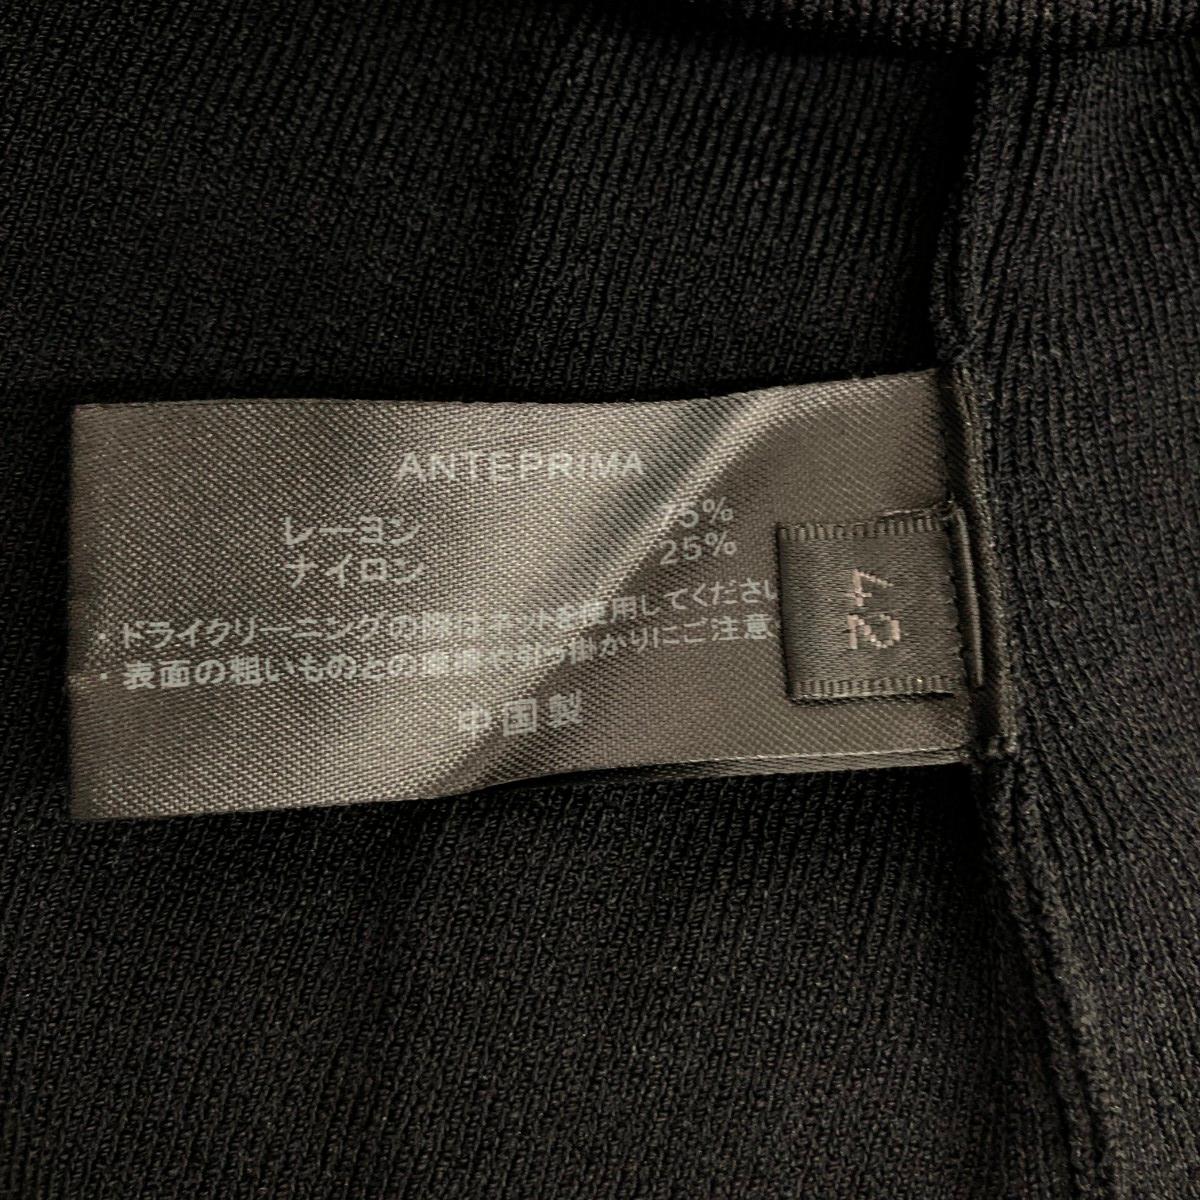 ANTEPRIMA
レーヨン 5%
ナイロン 25%
・ドライクリーニングの際はネットを使用してください
・表面の粗いものとの摩擦や引っ掛かりにご注意
中国製
42